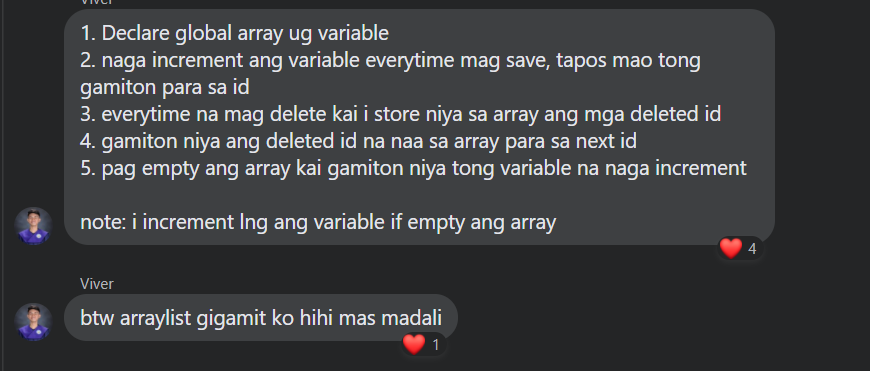 Viver
1. Declare global array ug variable
2. naga increment ang variable everytime mag save, tapos mao tong
gamiton para sa id
3. everytime na mag delete kai i store niya sa array ang mga deleted id
4. gamiton niya ang deleted id na naa sa array para sa next id
5. pag empty ang array kai gamiton niya tong variable na naga increment
note: i increment lng ang variable if empty ang array
4
Viver
btw arraylist gigamit ko hihi mas madali
1